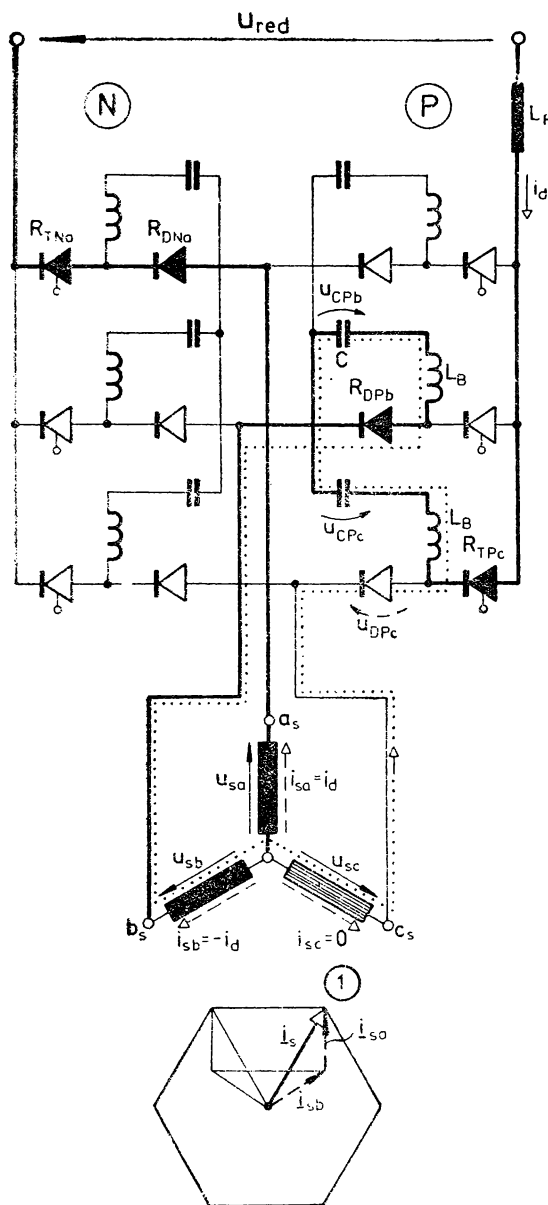 u_red
N
P
L_F
i_d
R_TNa
R_DNa
u_CPb
C
L_B
R_DPb
u_CPc
L_B
R_TPc
u_DPc
a_s
u_sa
i_sa=i_d
u_sb
u_sc
b_s
i_sb=-i_d
i_sc=0
c_s
1
i_s
i_sa
i_sb